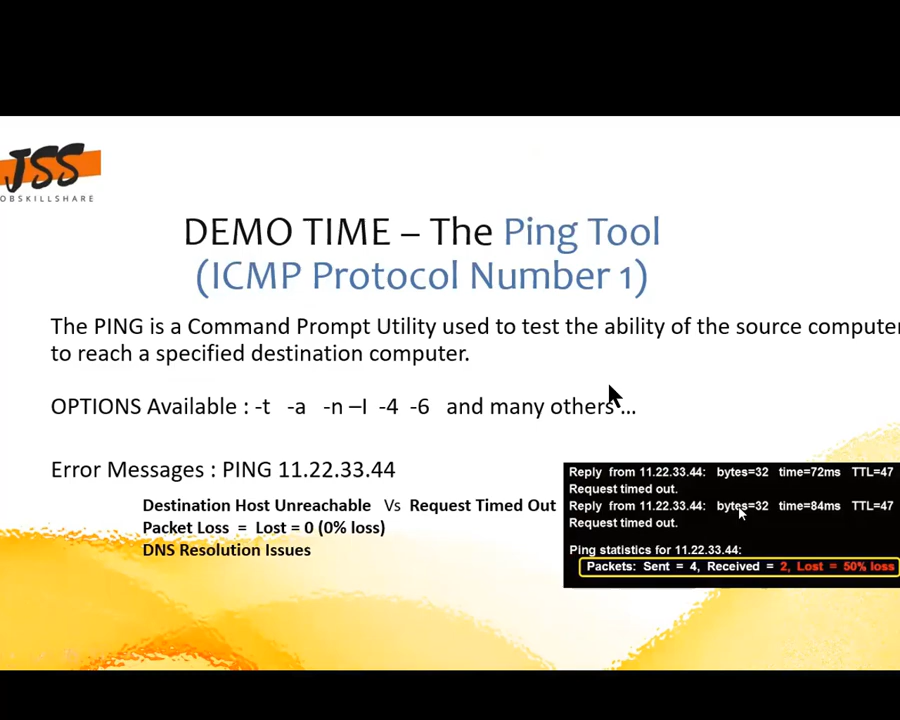 JSS
OBSKILLSHARE
DEMO TIME – The Ping Tool
(ICMP Protocol Number 1)
The PING is a Command Prompt Utility used to test the ability of the source computer
to reach a specified destination computer.
OPTIONS Available : -t -a -n –l -4 -6 and many others ...
Error Messages : PING 11.22.33.44
Destination Host Unreachable Vs Request Timed Out
Packet Loss = Lost = 0 (0% loss)
DNS Resolution Issues
Reply from 11.22.33.44: bytes=32 time=72ms TTL=47
Request timed out.
Reply from 11.22.33.44: bytes=32 time=84ms TTL=47
Request timed out.
Ping statistics for 11.22.33.44:
Packets: Sent = 4, Received = 2, Lost = 50% loss